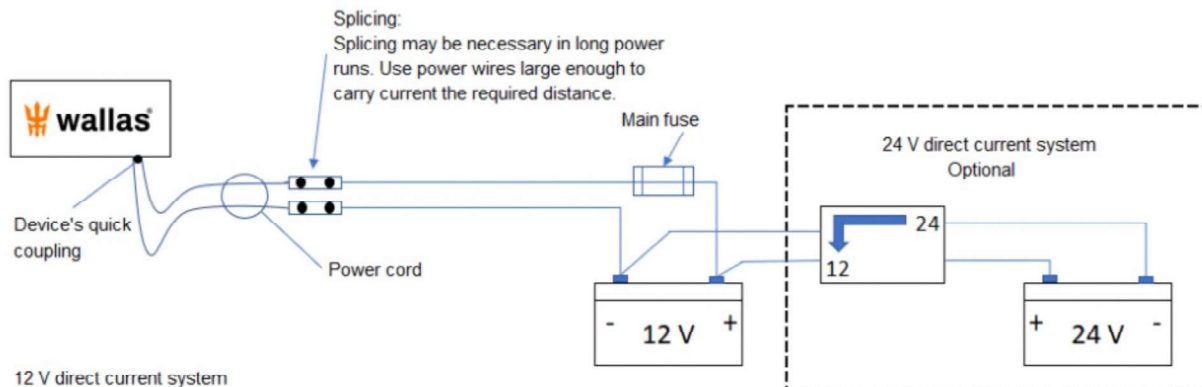 Splicing:
Splicing may be necessary in long power
runs. Use power wires large enough to
carry current the required distance.
wallas®
Main fuse
24 V direct current system
Optional
Device's quick
coupling
Power cord
24
12
- 12 V +
+ 24 V -
12 V direct current system